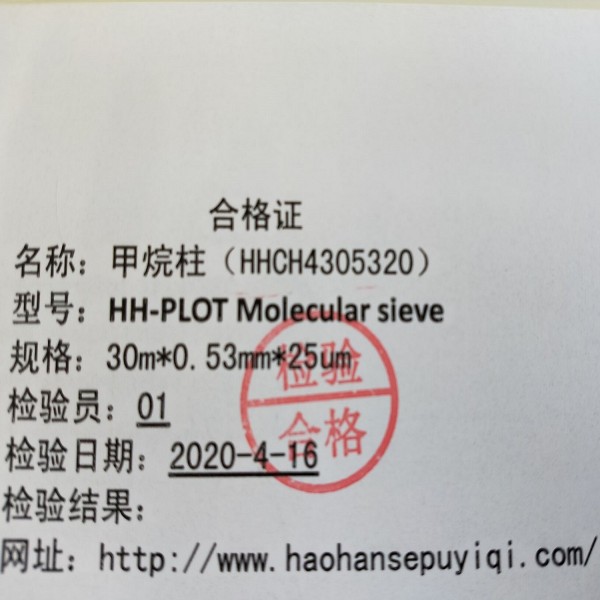 合格证
名称：甲烷柱（HHCH4305320）
型号：HH-PLOT Molecular sieve
规格：30m*0.53mm*25um
检验员：01
检验日期：2020-4-16
检验结果：
网址：http://www.haohansepuyiqi.com/
检验
合格